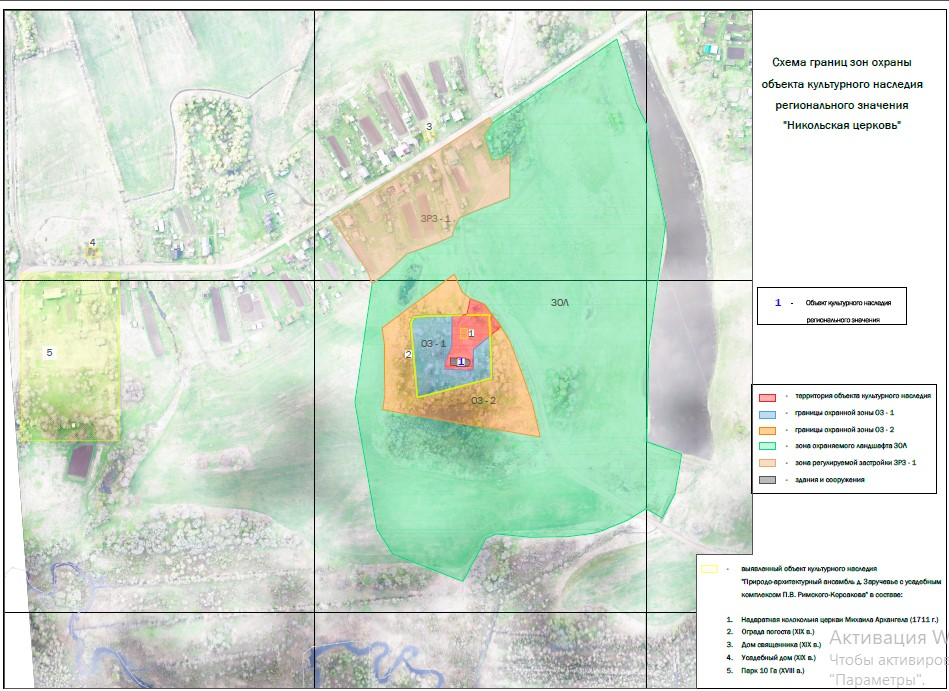 Схема границ зон охраны
объекта культурного наследия
регионального значения
"Никольская церковь"
3
ЗРЗ - 1
4
5
ЗОЛ
1
ОЗ - 1
2
1
ОЗ - 2
1 - Объект культурного наследия
регионального значения
- территория объекта культурного наследия
- границы охранной зоны ОЗ - 1
- границы охранной зоны ОЗ - 2
- зона охраняемого ландшафта ЗОЛ
- зона регулируемой застройки ЗРЗ - 1
- здания и сооружения
- выявленный объект культурного наследия
"Природо-архитектурный ансамбль д. Заручевье с усадебным
комплексом П.В. Римского-Корсакова" в составе:
1. Надвратная колокольня церкви Михаила Архангела (1711 г.)
2. Ограда погоста (XIX в.)
3. Дом священника (XIX в.)
4. Усадебный дом (XIX в.)
5. Парк 10 Га (XVIII в.)
Активация W
Чтобы активиро
"Параметры".